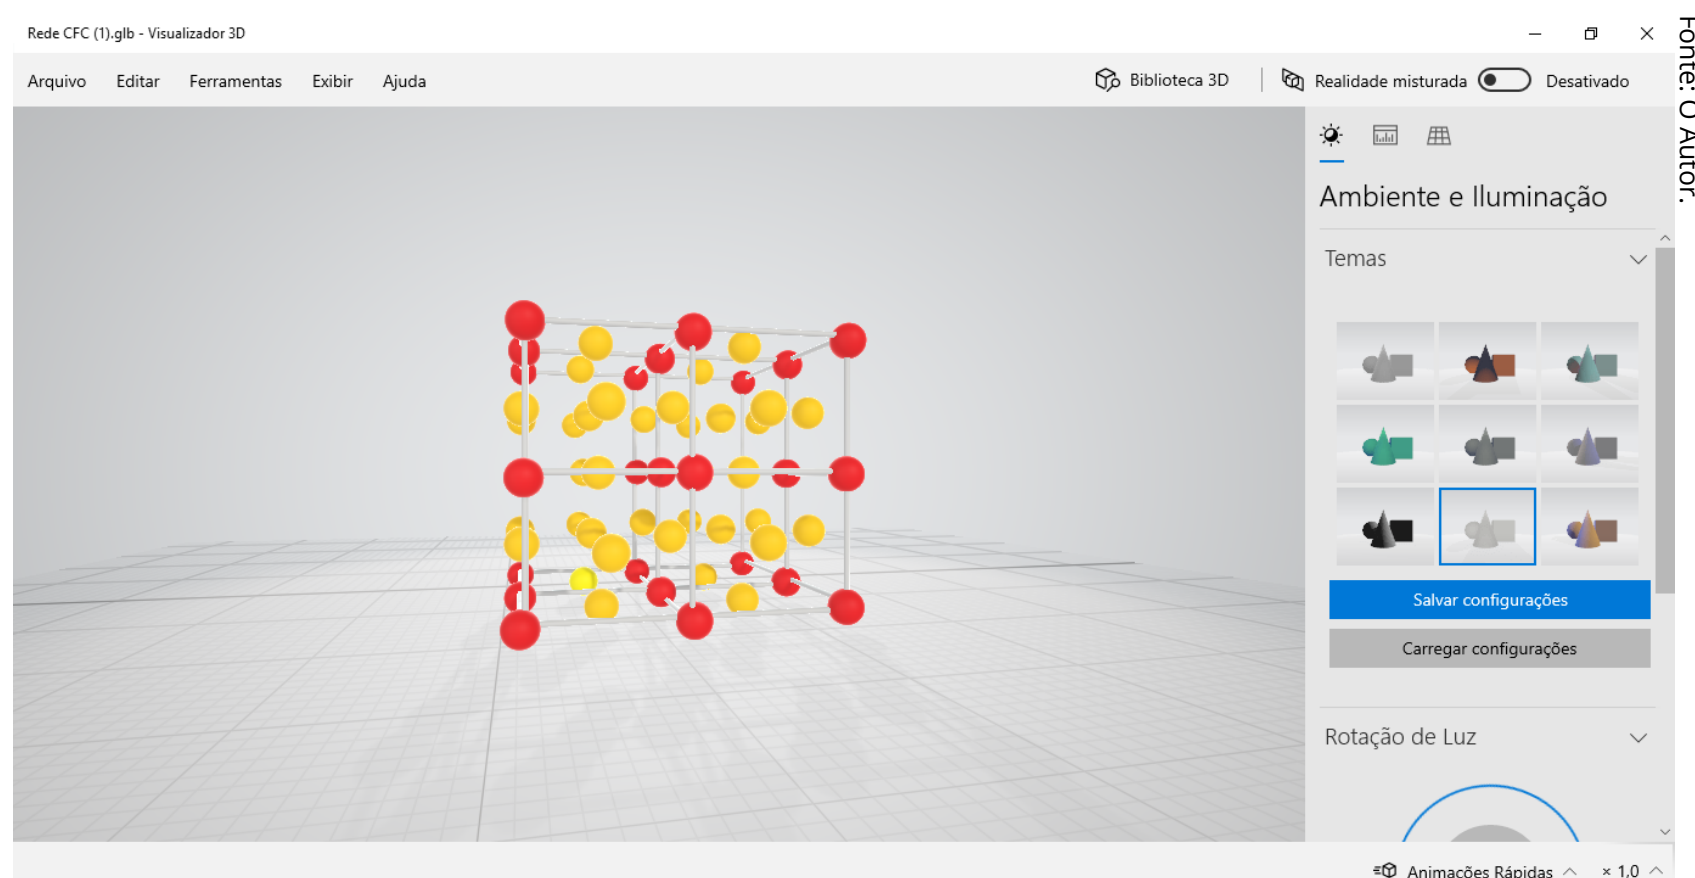 Rede CFC (1).glb - Visualizador 3D
Arquivo Editar Ferramentas Exibir Ajuda
Biblioteca 3D
Realidade misturada
Desativado
Ambiente e Iluminação
Temas
Salvar configurações
Carregar configurações
Rotação de Luz
Animações Rápidas
× 1,0
Fonte: O Autor.